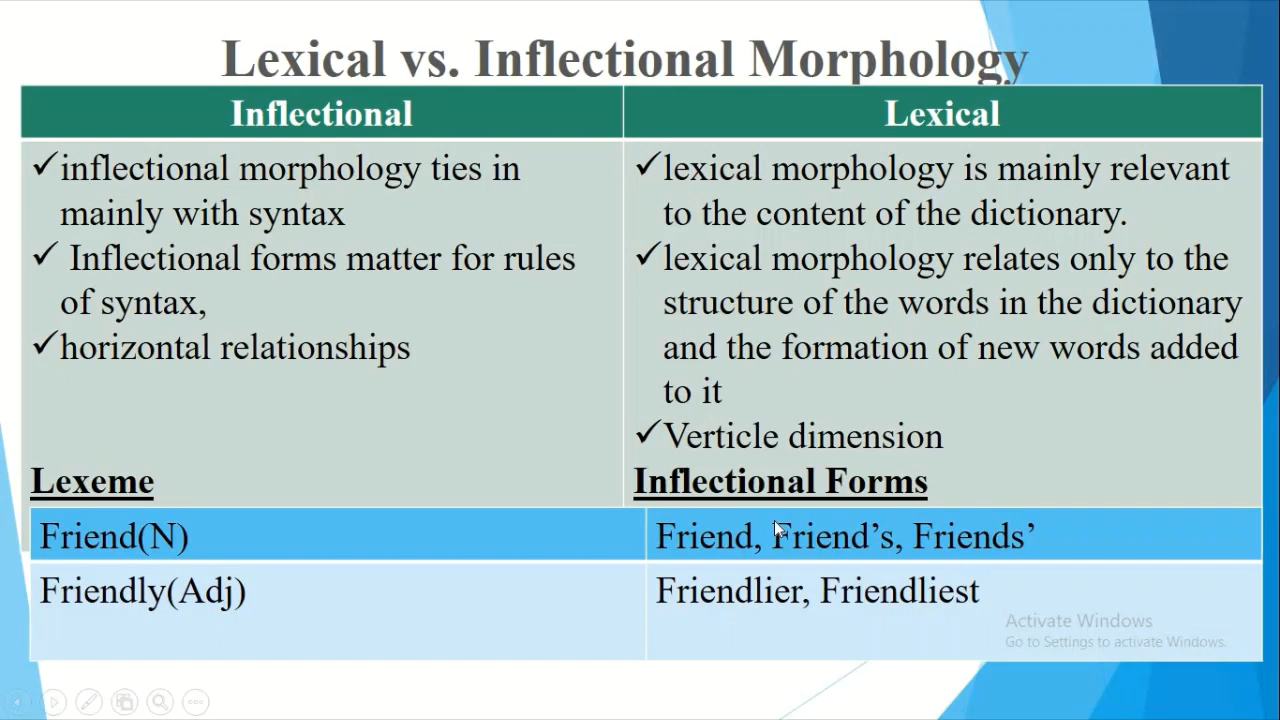 Lexical vs. Inflectional Morphology
Inflectional
Lexical
✓inflectional morphology ties in
mainly with syntax
✓ Inflectional forms matter for rules
of syntax,
✓horizontal relationships
✓lexical morphology is mainly relevant
to the content of the dictionary.
✓lexical morphology relates only to the
structure of the words in the dictionary
and the formation of new words added
to it
✓Verticle dimension
Lexeme
Inflectional Forms
Friend(N)
Friend, Friend’s, Friends’
Friendly(Adj)
Friendlier, Friendliest
Activate Windows
Go to Settings to activate Windows.